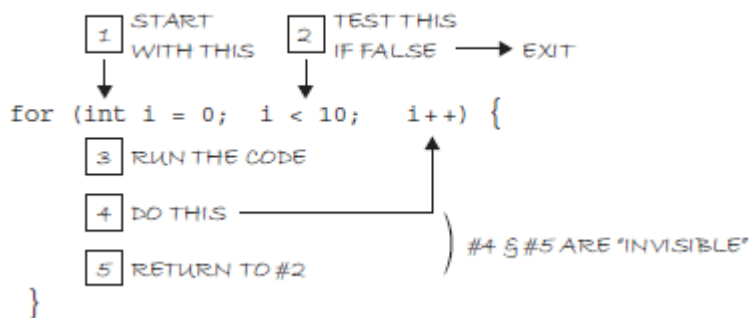 1 START
WITH THIS
2 TEST THIS
IF FALSE → EXIT
for (int i = 0; i < 10; i++) {
3 RUN THE CODE
4 DO THIS
5 RETURN TO #2
#4 & #5 ARE "INVISIBLE"
}